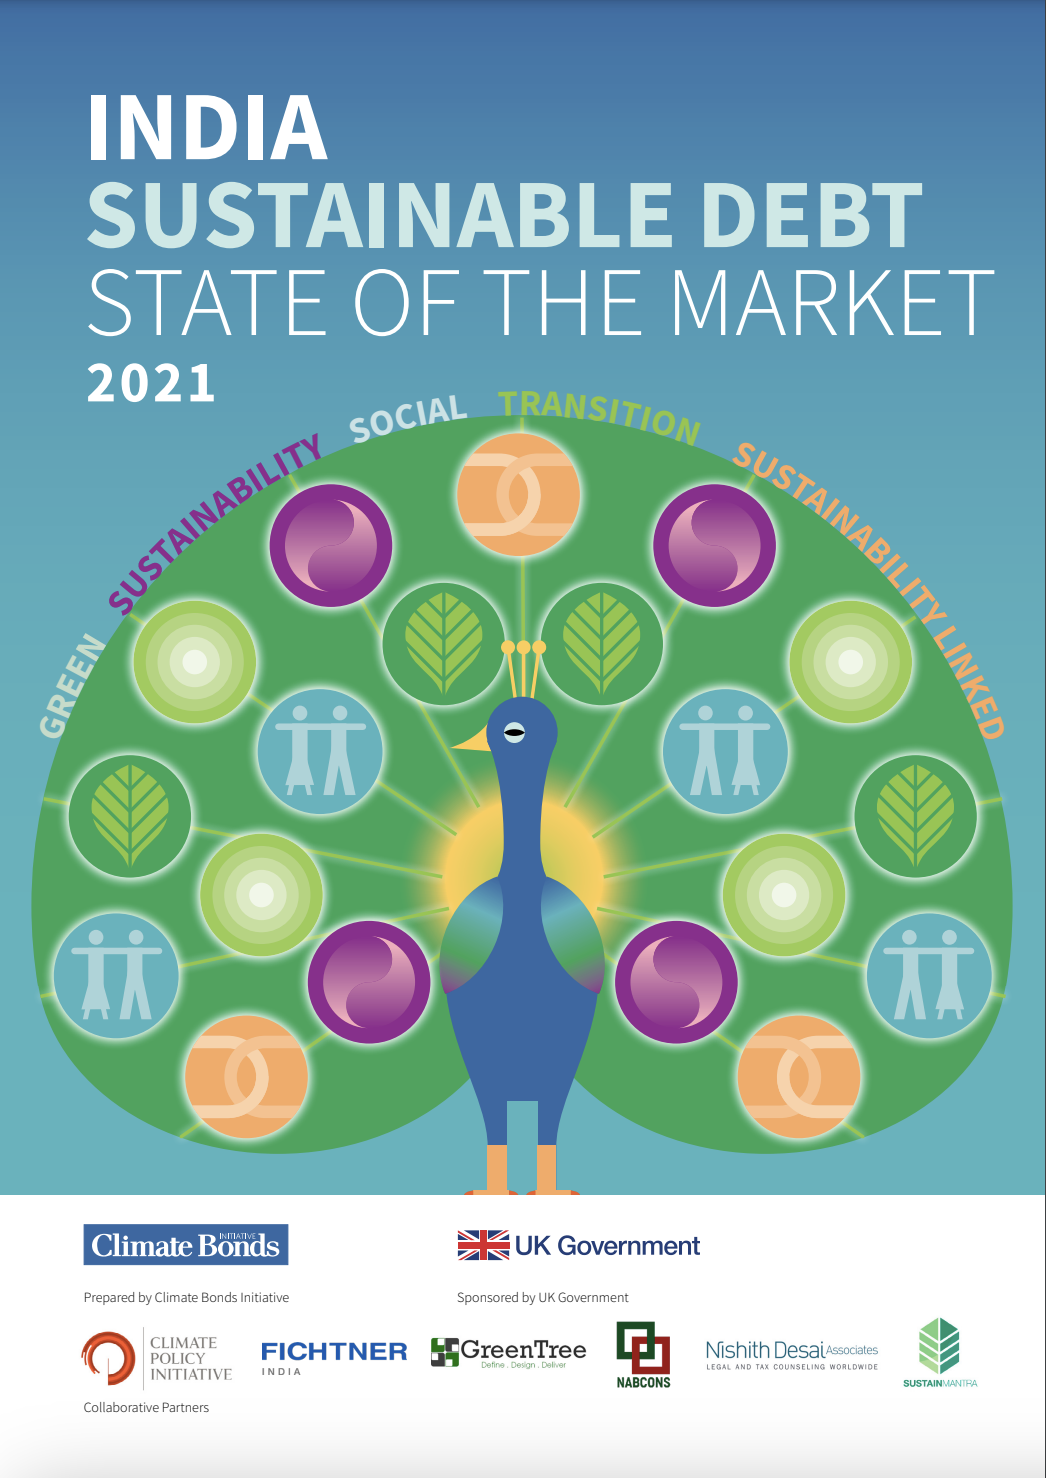 INDIA
SUSTAINABLE DEBT
STATE OF THE MARKET
2021
GREEN
SUSTAINABILITY
SOCIAL
TRANSITION
SUSTAINABILITY LINKED
Climate Bonds
INITIATIVE
UK Government
Prepared by Climate Bonds Initiative
Sponsored by UK Government
CLIMATE
POLICY
INITIATIVE
FICHTNER
INDIA
GreenTree
Define . Design . Deliver
NABCONS
Nishith Desai Associates
LEGAL AND TAX COUNSELING WORLDWIDE
SUSTAINMANTRA
Collaborative Partners